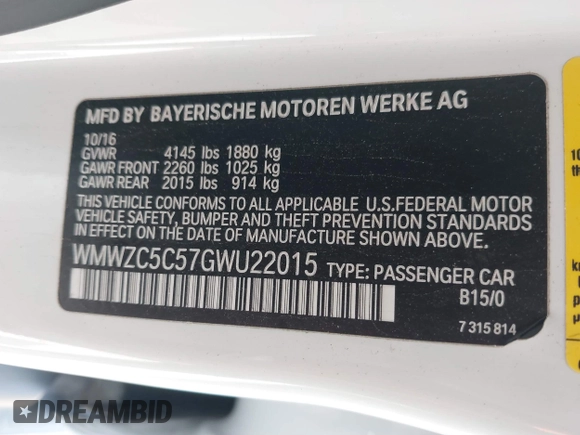 MFD BY BAYERISCHE MOTOREN WERKE AG
10/16
GVWR 4145 lbs 1880 kg
GAWR FRONT 2260 lbs 1025 kg
GAWR REAR 2015 lbs 914 kg
THIS VEHICLE CONFORMS TO ALL APPLICABLE U.S.FEDERAL MOTOR
VEHICLE SAFETY, BUMPER AND THEFT PREVENTION STANDARDS
IN EFFECT ON THE DATE OF MANUFACTURE SHOWN ABOVE.
WMWZC5C57GWU22015 TYPE: PASSENGER CAR
B15/0
7 315 814
DREAMBID